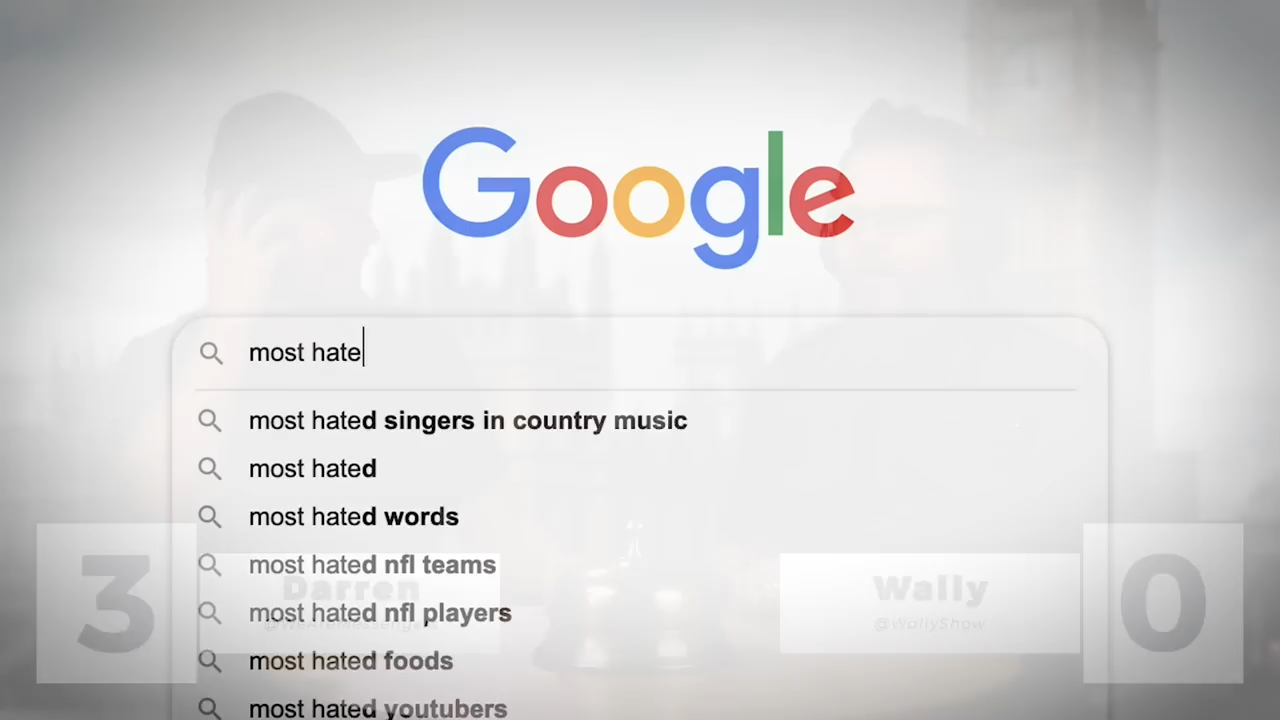 Google
most hate
most hated singers in country music
most hated
most hated words
most hated nfl teams
most hated nfl players
most hated foods
most hated youtubers
3
Darren
Wally
@WallyShow
0